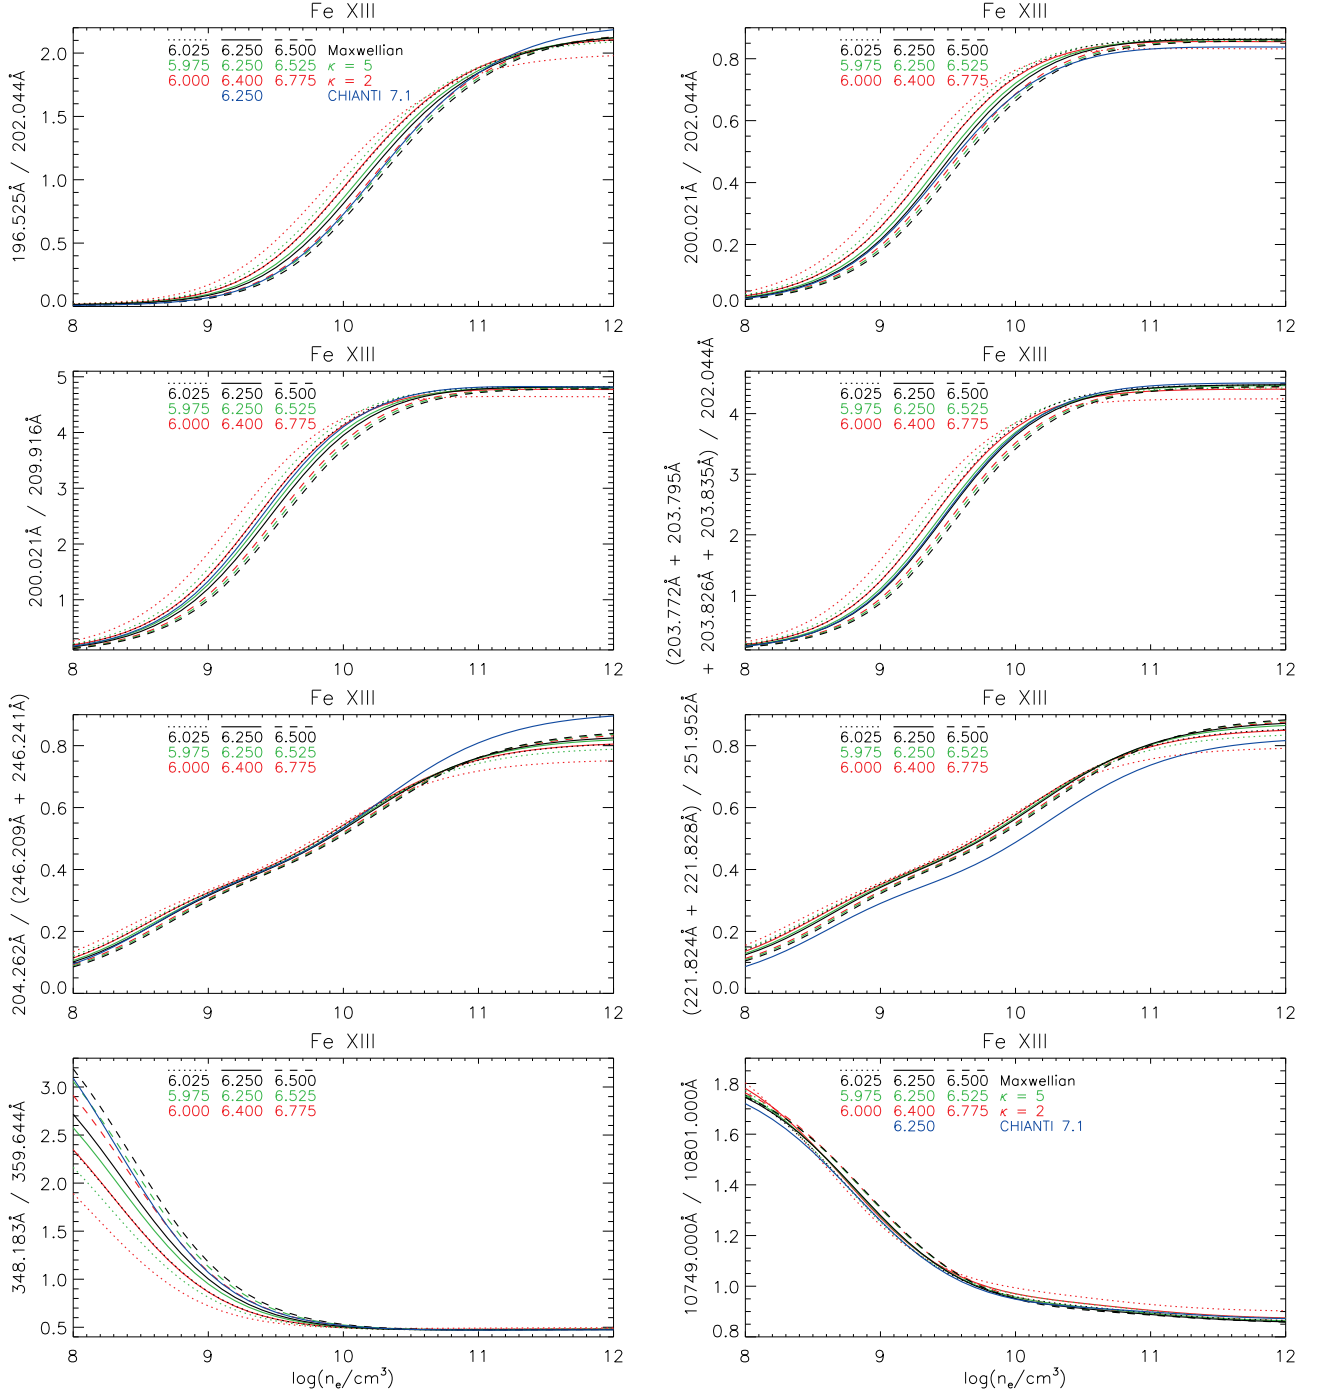 Fe XIII
6.025 6.250 6.500 Maxwellian
5.975 6.250 6.525 κ = 5
6.000 6.400 6.775 κ = 2
6.250 CHIANTI 7.1
196.525Å / 202.044Å
2.0
1.5
1.0
0.5
0.0
8 9 10 11 12
Fe XIII
6.025 6.250 6.500
5.975 6.250 6.525
6.000 6.400 6.775
200.021Å / 202.044Å
0.8
0.6
0.4
0.2
0.0
8 9 10 11 12
Fe XIII
6.025 6.250 6.500
5.975 6.250 6.525
6.000 6.400 6.775
200.021Å / 209.916Å
5
4
3
2
1
8 9 10 11 12
Fe XIII
6.025 6.250 6.500
5.975 6.250 6.525
6.000 6.400 6.775
(203.772Å + 203.795Å
+ 203.826Å + 203.835Å) / 202.044Å
4
3
2
1
8 9 10 11 12
Fe XIII
6.025 6.250 6.500
5.975 6.250 6.525
6.000 6.400 6.775
204.262Å / (246.209Å + 246.241Å)
0.8
0.6
0.4
0.2
0.0
8 9 10 11 12
Fe XIII
6.025 6.250 6.500
5.975 6.250 6.525
6.000 6.400 6.775
(221.824Å + 221.828Å) / 251.952Å
0.8
0.6
0.4
0.2
0.0
8 9 10 11 12
Fe XIII
6.025 6.250 6.500
5.975 6.250 6.525
6.000 6.400 6.775
348.183Å / 359.644Å
3.0
2.5
2.0
1.5
1.0
0.5
8 9 10 11 12
log(nₑ/cm³)
Fe XIII
6.025 6.250 6.500 Maxwellian
5.975 6.250 6.525 κ = 5
6.000 6.400 6.775 κ = 2
6.250 CHIANTI 7.1
10749.000Å / 10801.000Å
1.8
1.6
1.4
1.2
1.0
0.8
8 9 10 11 12
log(nₑ/cm³)